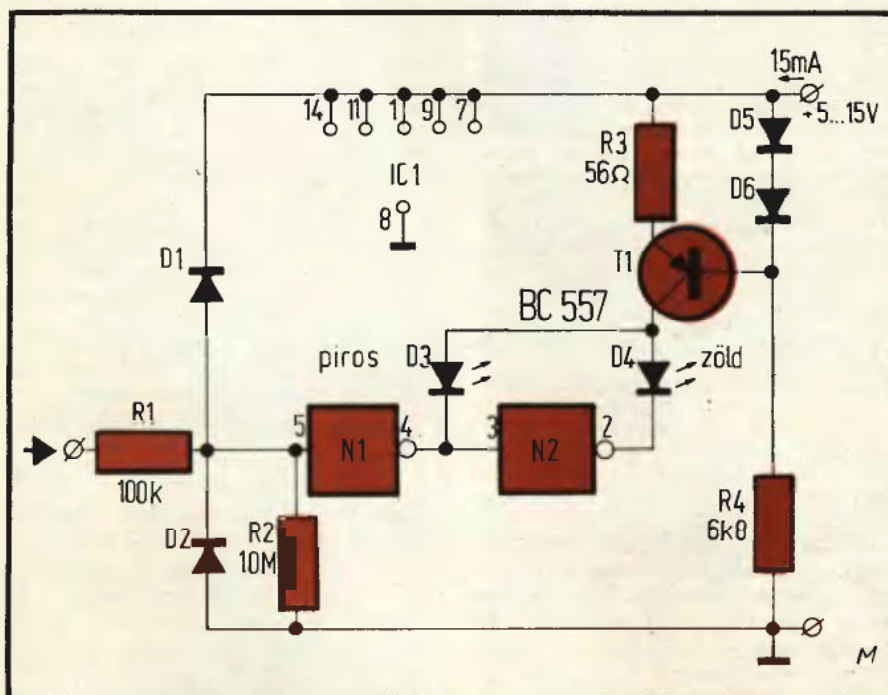 15mA
+5...15V
14 11 1 9 7
D5
R3
56Ω
IC1
D6
8
D1
T1
BC 557
piros
D3
D4
zöld
R1
5
N1
4
3
N2
2
100k
R4
6k8
D2
R2
10M
M